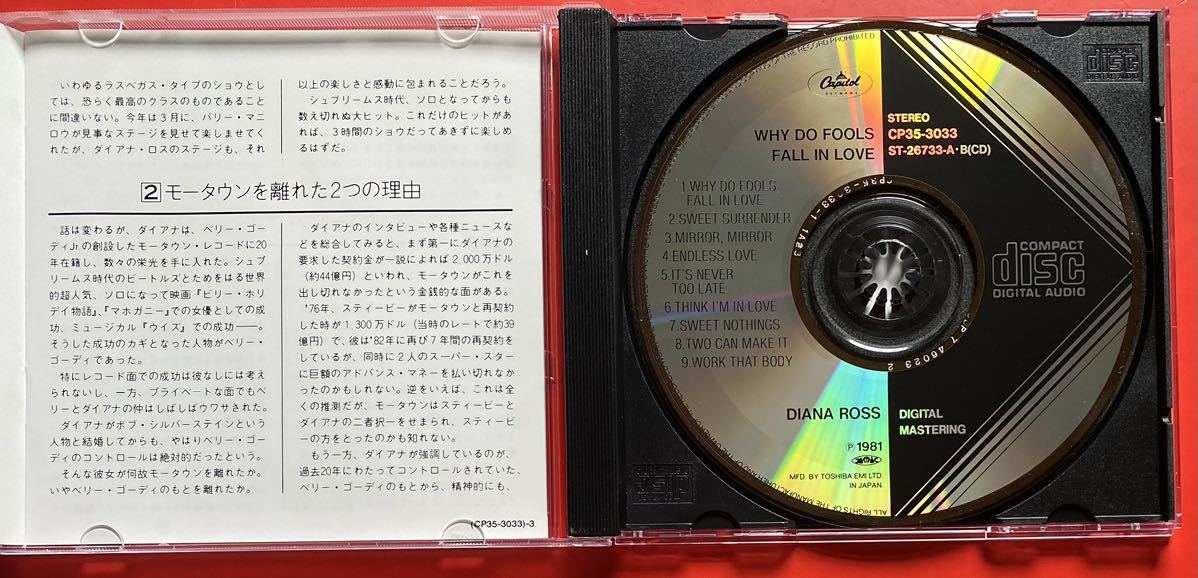 いわゆるラスベガス・タイプのショウとし
ては、恐らく最高のクラスのものであること
に間違いない。今年は3月に、バリー・マニ
ロウが見事なステージを見せて楽しませてく
れたが、ダイアナ・ロスのステージも、それ
以上の楽しさと感動に包まれることだろう。
シュプリームス時代、ソロとなってからも
数え切れぬ大ヒット。これだけのヒットがあ
れば、3時間のショウだってあきずに楽しめ
るはずだ。
2 モータウンを離れた2つの理由
話は変わるが、ダイアナは、ベリー・ゴー
ディJr.の創設したモータウン・レコードに20
年在籍し、数々の栄光を手に入れた。シュプ
リームス時代のビートルズとためをはる世界
的超人気、ソロになって映画『ビリー・ホリ
デイ物語』、『マホガニー』での女優としての成
功、ミュージカル『ウイズ』での成功——。
そうした成功のカギとなった人物がベリー・
ゴーディであった。
特にレコード面での成功は彼なしには考え
られないし、一方、プライベートな面でもベ
リーとダイアナの仲はしばしばウワサされた。
ダイアナがボブ・シルバーステインという
人物と結婚してからも、やはりベリー・ゴー
ディのコントロールは絶対的だったという。
そんな彼女が何故モータウンを離れたか。
いやベリー・ゴーディのもとを離れたか。
ダイアナのインタビューや各種ニュースな
どを総合してみると、まず第一にダイアナの
要求した契約金が一説によれば2,000万ドル
(約44億円)といわれ、モータウンがこれを
出し切れなかったという金銭的な面がある。
'76年、スティービーがモータウンと再契約
した時が1,300万ドル(当時のレートで約39
億円)で、彼は'82年に再び7年間の再契約を
しているが、同時に2人のスーパー・スター
に巨額のアドバンス・マネーを払い切れなか
ったのかもしれない。逆をいえば、これは全
くの推測だが、モータウンはスティービーと
ダイアナの二者択一をせまられ、スティービ
ーの方をとったのかも知れない。
もう一方、ダイアナが強調しているのが、
過去20年にわたってコントロールされていた、
ベリー・ゴーディのもとから、精神的にも、
(CP35-3033)-3
Capitol
RECORDS
WHY DO FOOLS
FALL IN LOVE
STEREO
CP35-3033
ST-26733-A・B(CD)
1.WHY DO FOOLS
FALL IN LOVE
2.SWEET SURRENDER
3.MIRROR, MIRROR
4.ENDLESS LOVE
5.IT'S NEVER
TOO LATE
6.THINK I'M IN LOVE
7.SWEET NOTHINGS
8.TWO CAN MAKE IT
9.WORK THAT BODY
COMPACT
disc
DIGITAL AUDIO
DIANA ROSS
DIGITAL
MASTERING
Ⓟ1981
MFD. BY TOSHIBA EMI LTD.
IN JAPAN.
CP35-3033-1 1A23
COMPACT
disc
DIGITAL AUDIO